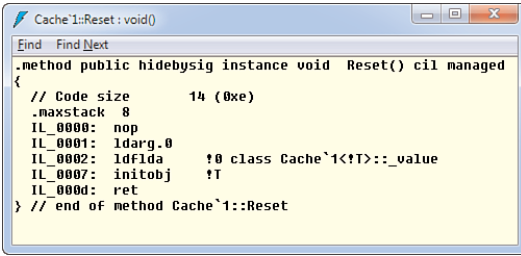 Cache`1::Reset : void()
Find Find Next
.method public hidebysig instance void  Reset() cil managed
{
  // Code size       14 (0xe)
  .maxstack  8
  IL_0000:  nop
  IL_0001:  ldarg.0
  IL_0002:  ldflda     !0 class Cache`1<!T>::_value
  IL_0007:  initobj    !T
  IL_000d:  ret
} // end of method Cache`1::Reset